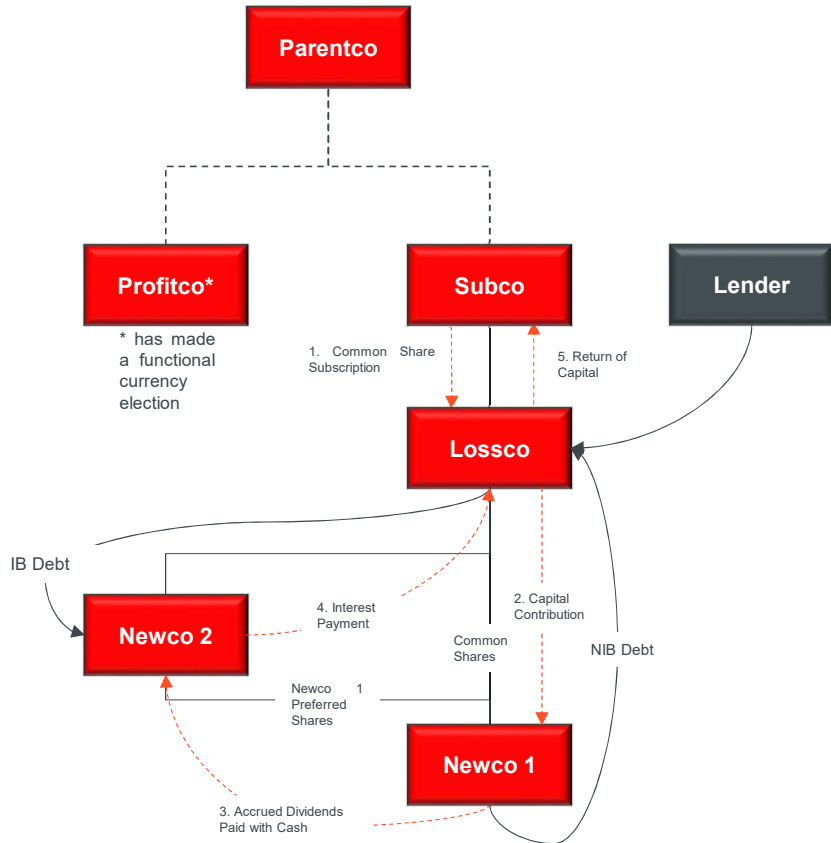 Parentco
Profitco*
Subco
Lender
* has made
a functional
currency
election
1. Common Share
Subscription
5. Return of
Capital
Lossco
IB Debt
Newco 2
4. Interest
Payment
2. Capital
Contribution
Common
Shares
NIB Debt
Newco 1
Preferred
Shares
Newco 1
3. Accrued Dividends
Paid with Cash